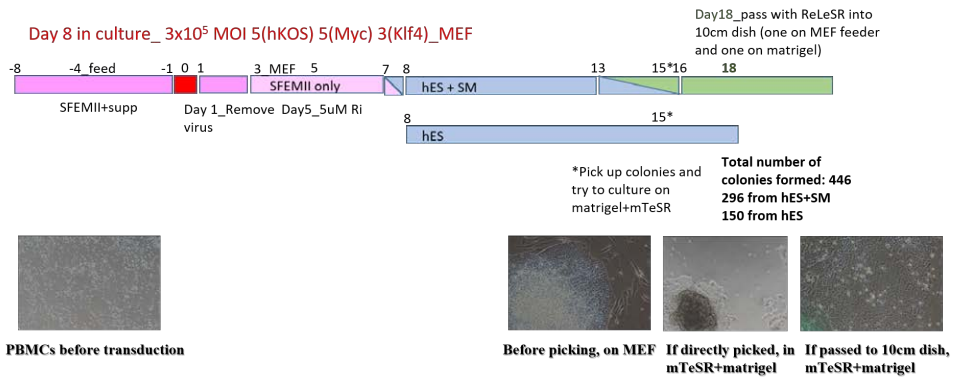 Day 8 in culture_ 3x10⁵ MOI 5(hKOS) 5(Myc) 3(Klf4)_MEF
Day18_pass with ReLeSR into
10cm dish (one on MEF feeder
and one on matrigel)
-8 -4_feed -1 0 1 3_MEF 5 7 8 13 15*16 18
SFEMII only
hES + SM
SFEMII+supp
Day 1_Remove
virus
Day5_5uM Ri
8 15*
hES
*Pick up colonies and
try to culture on
matrigel+mTeSR
Total number of
colonies formed: 446
296 from hES+SM
150 from hES
PBMCs before transduction
Before picking, on MEF
If directly picked, in
mTeSR+matrigel
If passed to 10cm dish,
mTeSR+matrigel